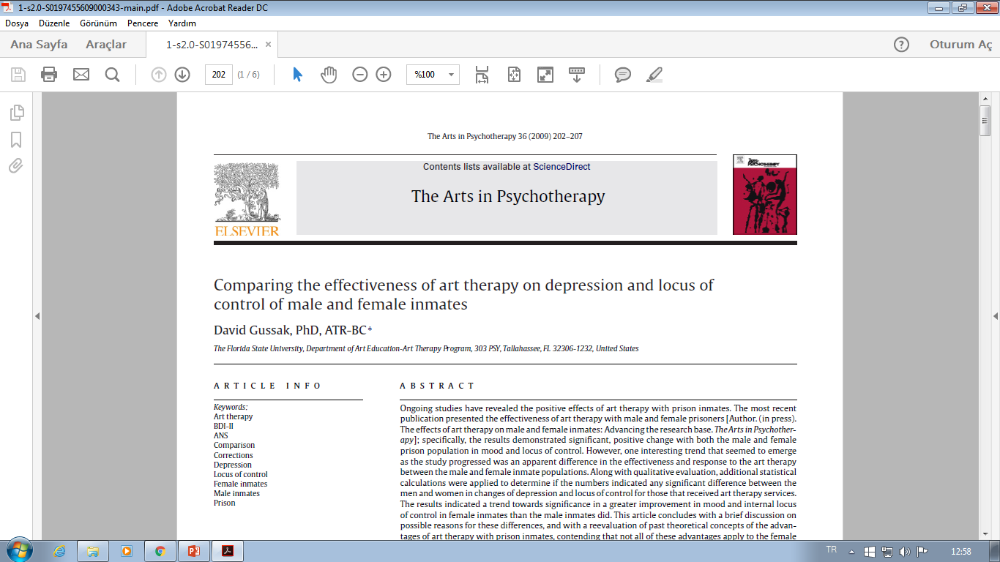 1-s2.0-S0197455609000343-main.pdf - Adobe Acrobat Reader DC
Dosya Düzenle Görünüm Pencere Yardım
Ana Sayfa Araçlar 1-s2.0-S01974556... × Oturum Aç
202 (1 / 6) %100
The Arts in Psychotherapy 36 (2009) 202–207
Contents lists available at ScienceDirect
The Arts in Psychotherapy
ELSEVIER
Comparing the effectiveness of art therapy on depression and locus of
control of male and female inmates
David Gussak, PhD, ATR-BC*
The Florida State University, Department of Art Education-Art Therapy Program, 303 PSY, Tallahassee, FL 32306-1232, United States
ARTICLE INFO
Keywords:
Art therapy
BDI-II
ANS
Comparison
Corrections
Depression
Locus of control
Female inmates
Male inmates
Prison
ABSTRACT
Ongoing studies have revealed the positive effects of art therapy with prison inmates. The most recent
publication presented the effectiveness of art therapy with male and female prisoners [Author. (in press).
The effects of art therapy on male and female inmates: Advancing the research base. The Arts in Psychother-
apy]; specifically, the results demonstrated significant, positive change with both the male and female
prison population in mood and locus of control. However, one interesting trend that seemed to emerge
as the study progressed was an apparent difference in the effectiveness and response to the art therapy
between the male and female inmate populations. Along with qualitative evaluation, additional statistical
calculations were applied to determine if the numbers indicated any significant difference between the
men and women in changes of depression and locus of control for those that received art therapy services.
The results indicated a trend towards significance in a greater improvement in mood and internal locus
of control in female inmates than the male inmates did. This article concludes with a brief discussion on
possible reasons for these differences, and with a reevaluation of past theoretical concepts of the advan-
tages of art therapy with prison inmates, contending that not all of these advantages apply to the female
TR 12:58